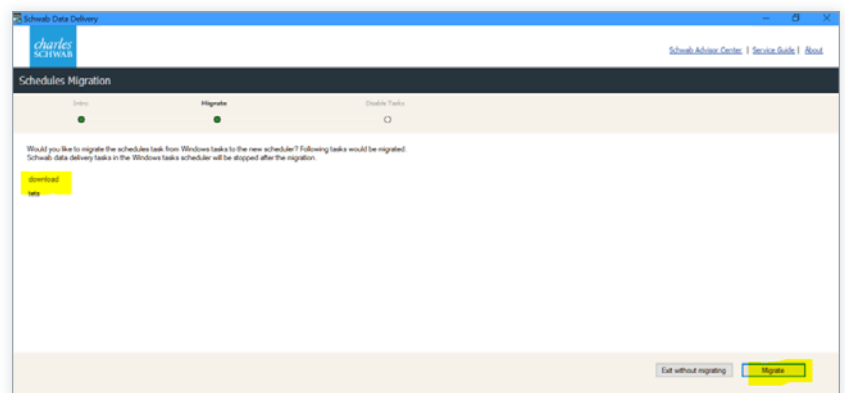 Schwab Data Delivery
charles
SCHWAB
Schwab Advisor Center | Service Guide | About
Schedules Migration
Intro
Migrate
Disable Tasks
Would you like to migrate the schedules task from Windows tasks to the new scheduler? Following tasks would be migrated.
Schwab data delivery tasks in the Windows tasks scheduler will be stopped after the migration.
download
Exit without migrating
Migrate